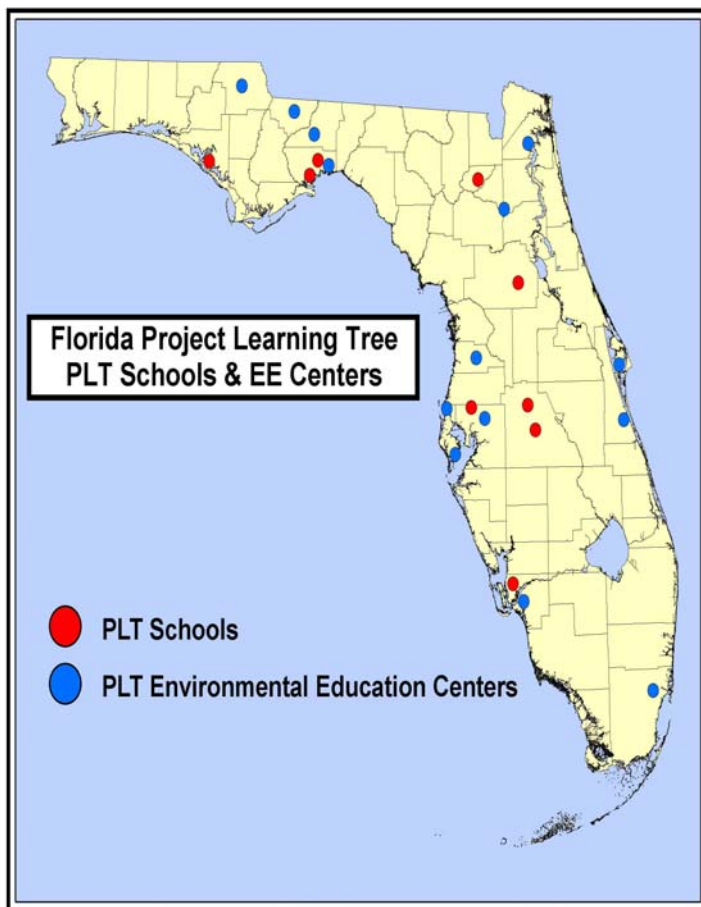 Florida Project Learning Tree
PLT Schools & EE Centers
PLT Schools
PLT Environmental Education Centers